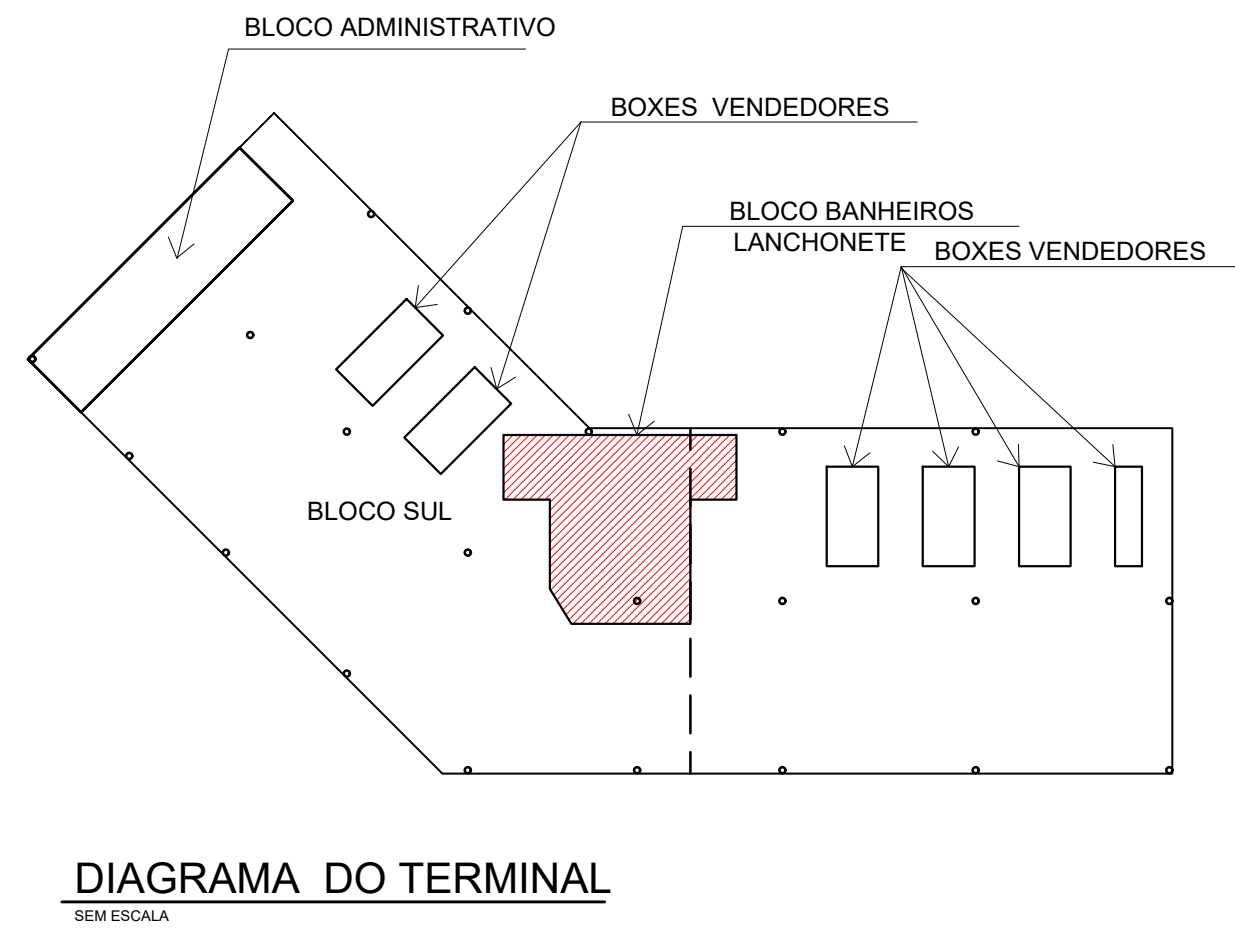 BLOCO ADMINISTRATIVO
BOXES VENDEDORES
BLOCO BANHEIROS
LANCHONETE
BOXES VENDEDORES
BLOCO SUL
DIAGRAMA DO TERMINAL
SEM ESCALA